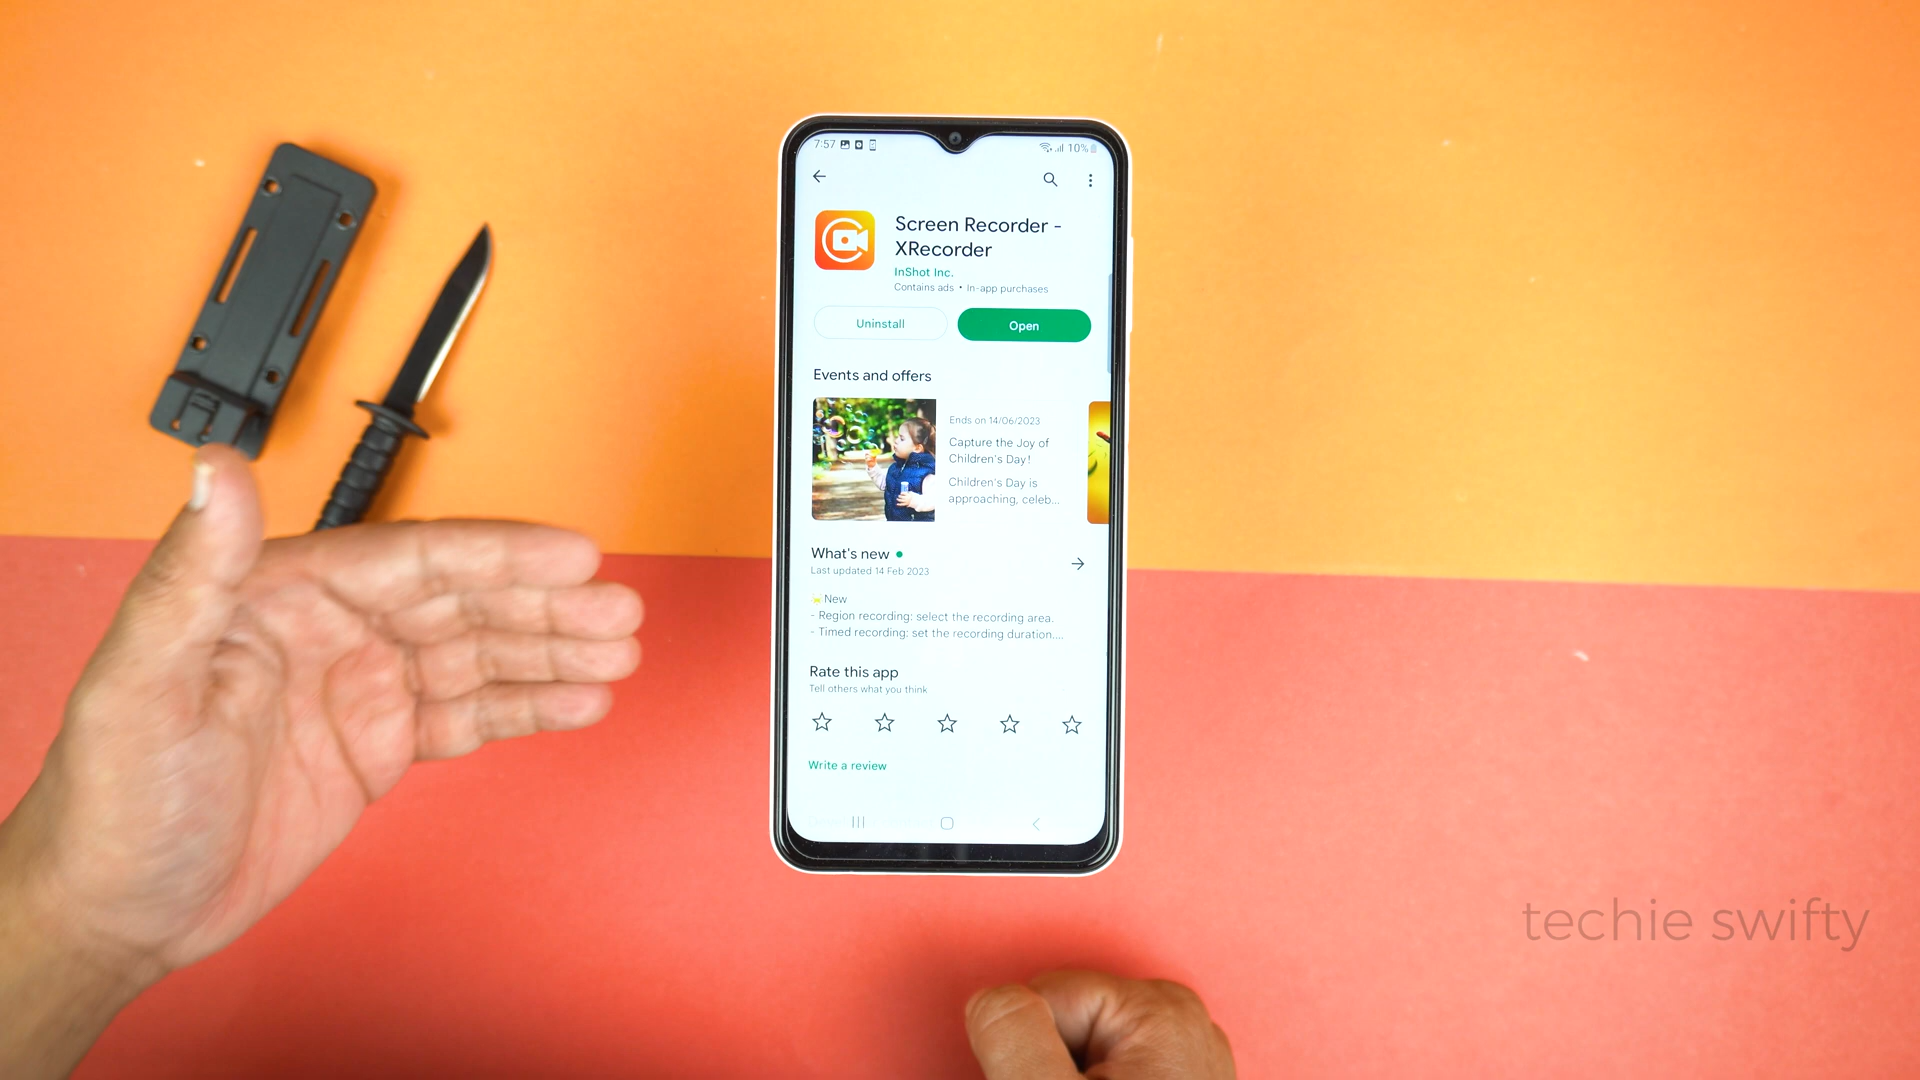 7:57
10%
Screen Recorder -
XRecorder
InShot Inc.
Contains ads • In-app purchases
Uninstall
Open
Events and offers
Ends on 14/06/2023
Capture the Joy of
Children's Day!
Children's Day is
approaching, celeb...
What's new
Last updated 14 Feb 2023
New
- Region recording: select the recording area.
- Timed recording: set the recording duration....
Rate this app
Tell others what you think
Write a review
techie swifty